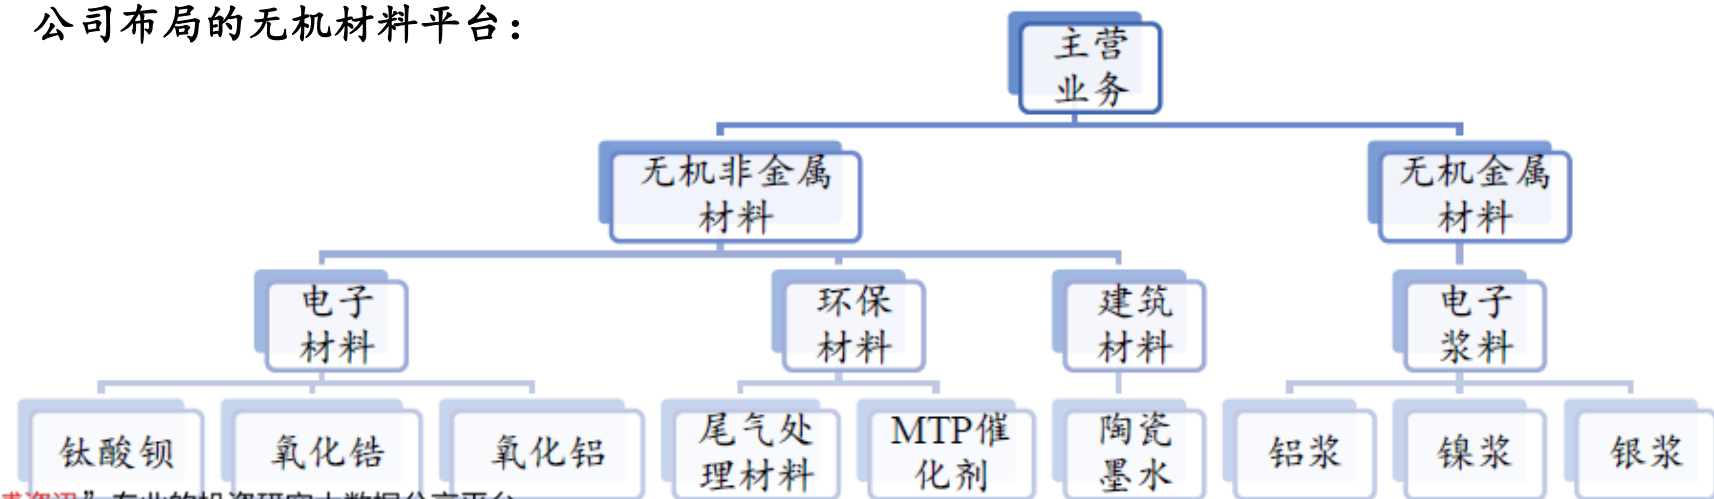 公司布局的无机材料平台：
主营
业务
无机非金属
材料
无机金属
材料
电子
材料
环保
材料
建筑
材料
电子
浆料
钛酸钡
氧化锆
氧化铝
尾气处
理材料
MTP催
化剂
陶瓷
墨水
铝浆
镍浆
银浆